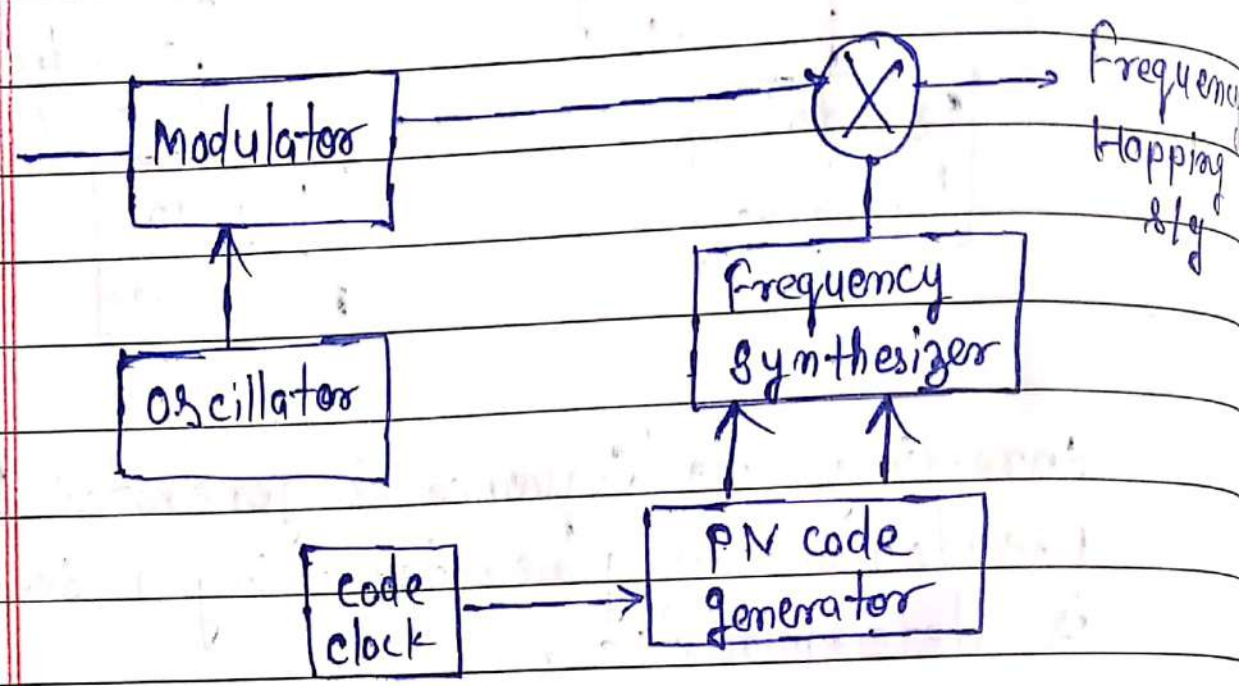 Modulator
X
Frequency
Hopping
s/g
Oscillator
Frequency
synthesizer
PN code
generator
code
clock